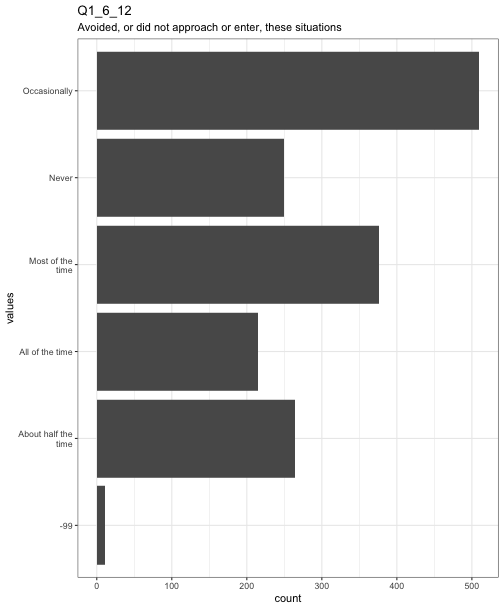 Q1_6_12
Avoided, or did not approach or enter, these situations
Occasionally
Never
Most of the
time
All of the time
About half the
time
-99
values
0 100 200 300 400 500
count